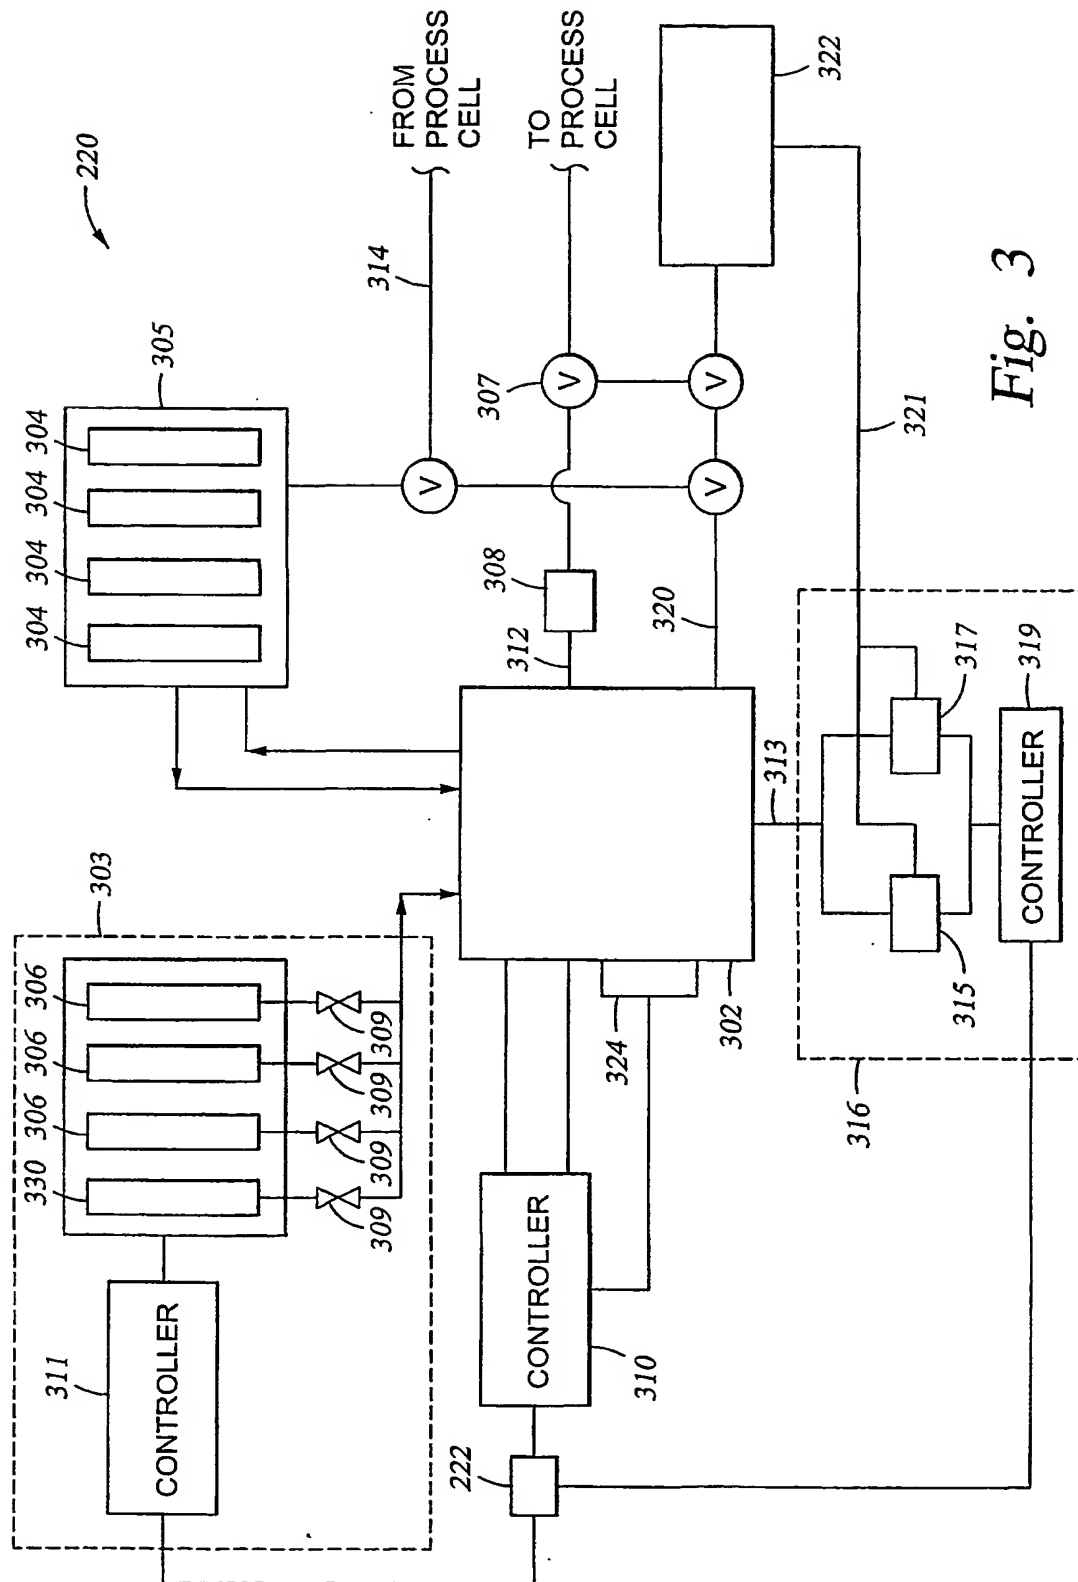 220
303
311
CONTROLLER
330
306
306
306
309
309
309
309
304
304
304
304
305
314
FROM
PROCESS
CELL
TO
PROCESS
CELL
307
V
V
V
V
308
312
320
322
321
222
CONTROLLER
310
324
302
313
316
315
317
319
CONTROLLER
Fig. 3